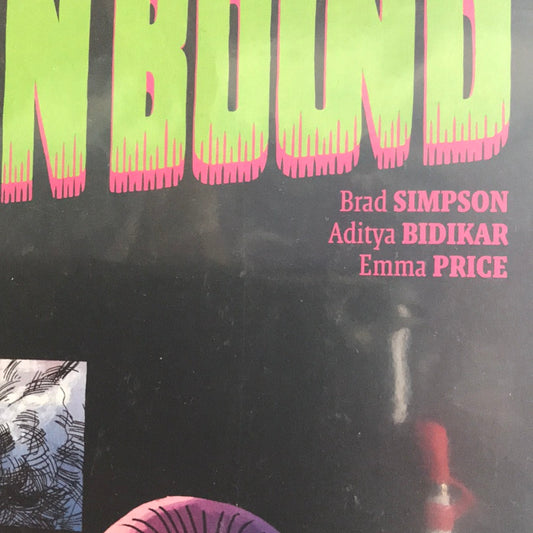 N BOUND
Brad SIMPSON
Aditya BIDIKAR
Emma PRICE